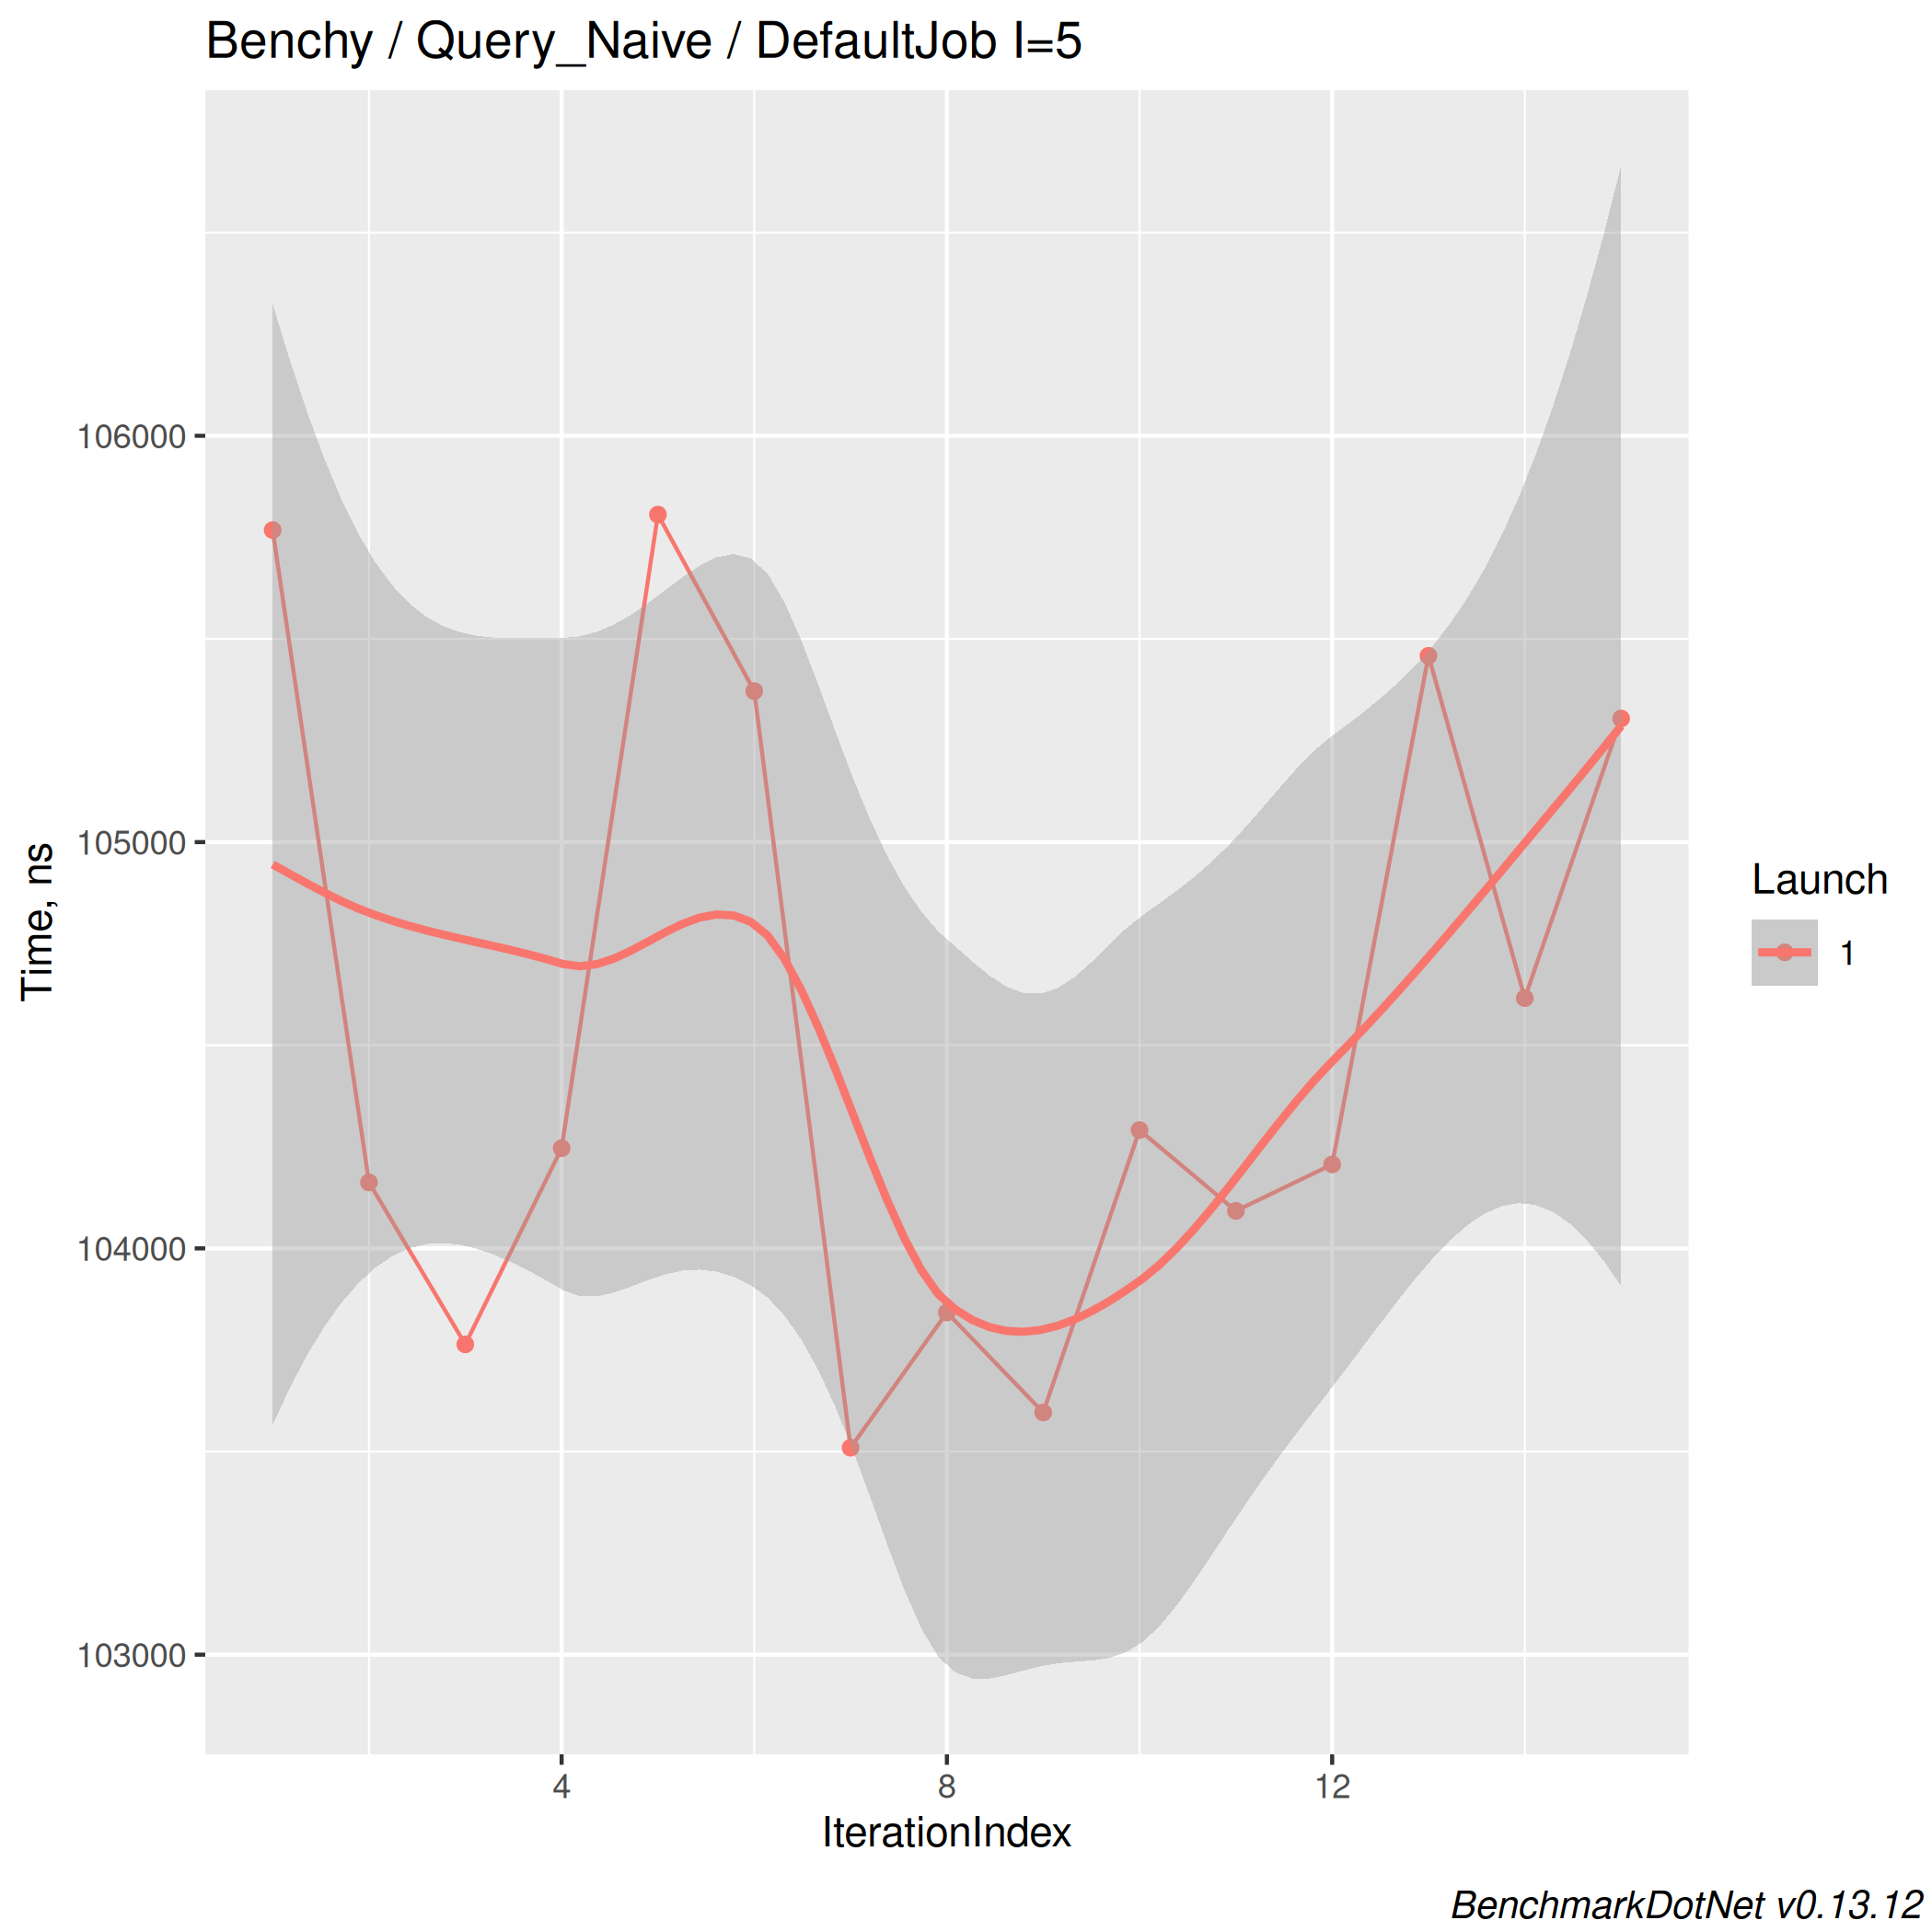 Benchy / Query_Naive / DefaultJob I=5
Time, ns
106000
105000
104000
103000
4
8
12
IterationIndex
Launch
1
BenchmarkDotNet v0.13.12